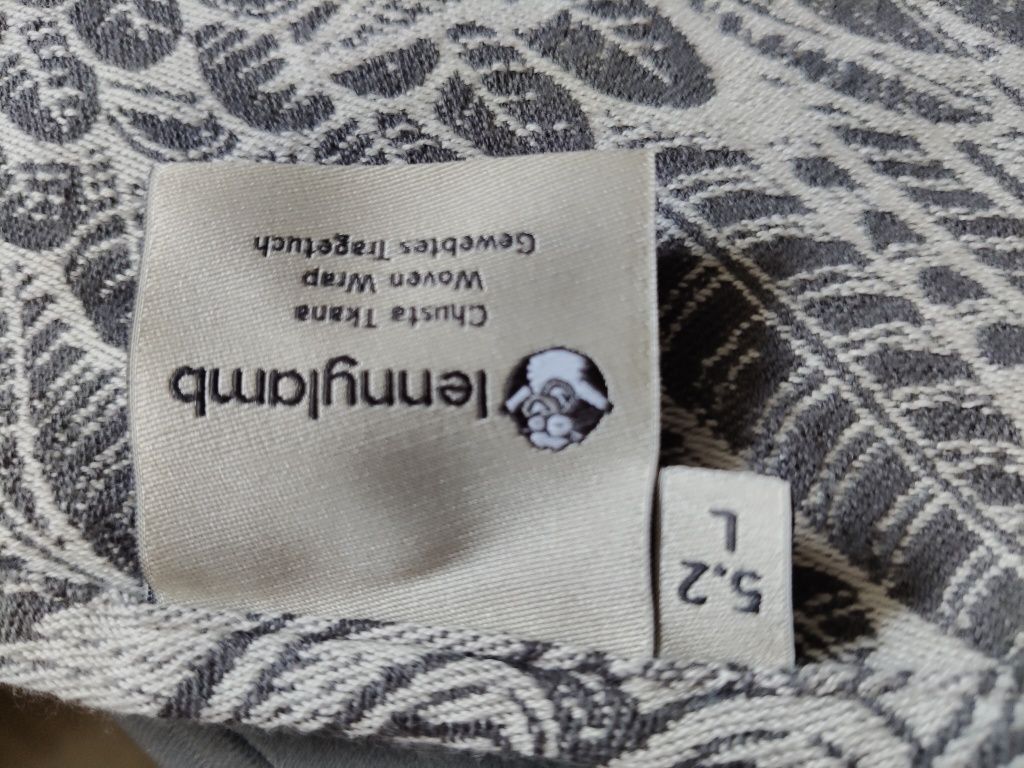 lennylamb
Chusta Tkana
Woven Wrap
Gewebtes Tragetuch
5.2
L